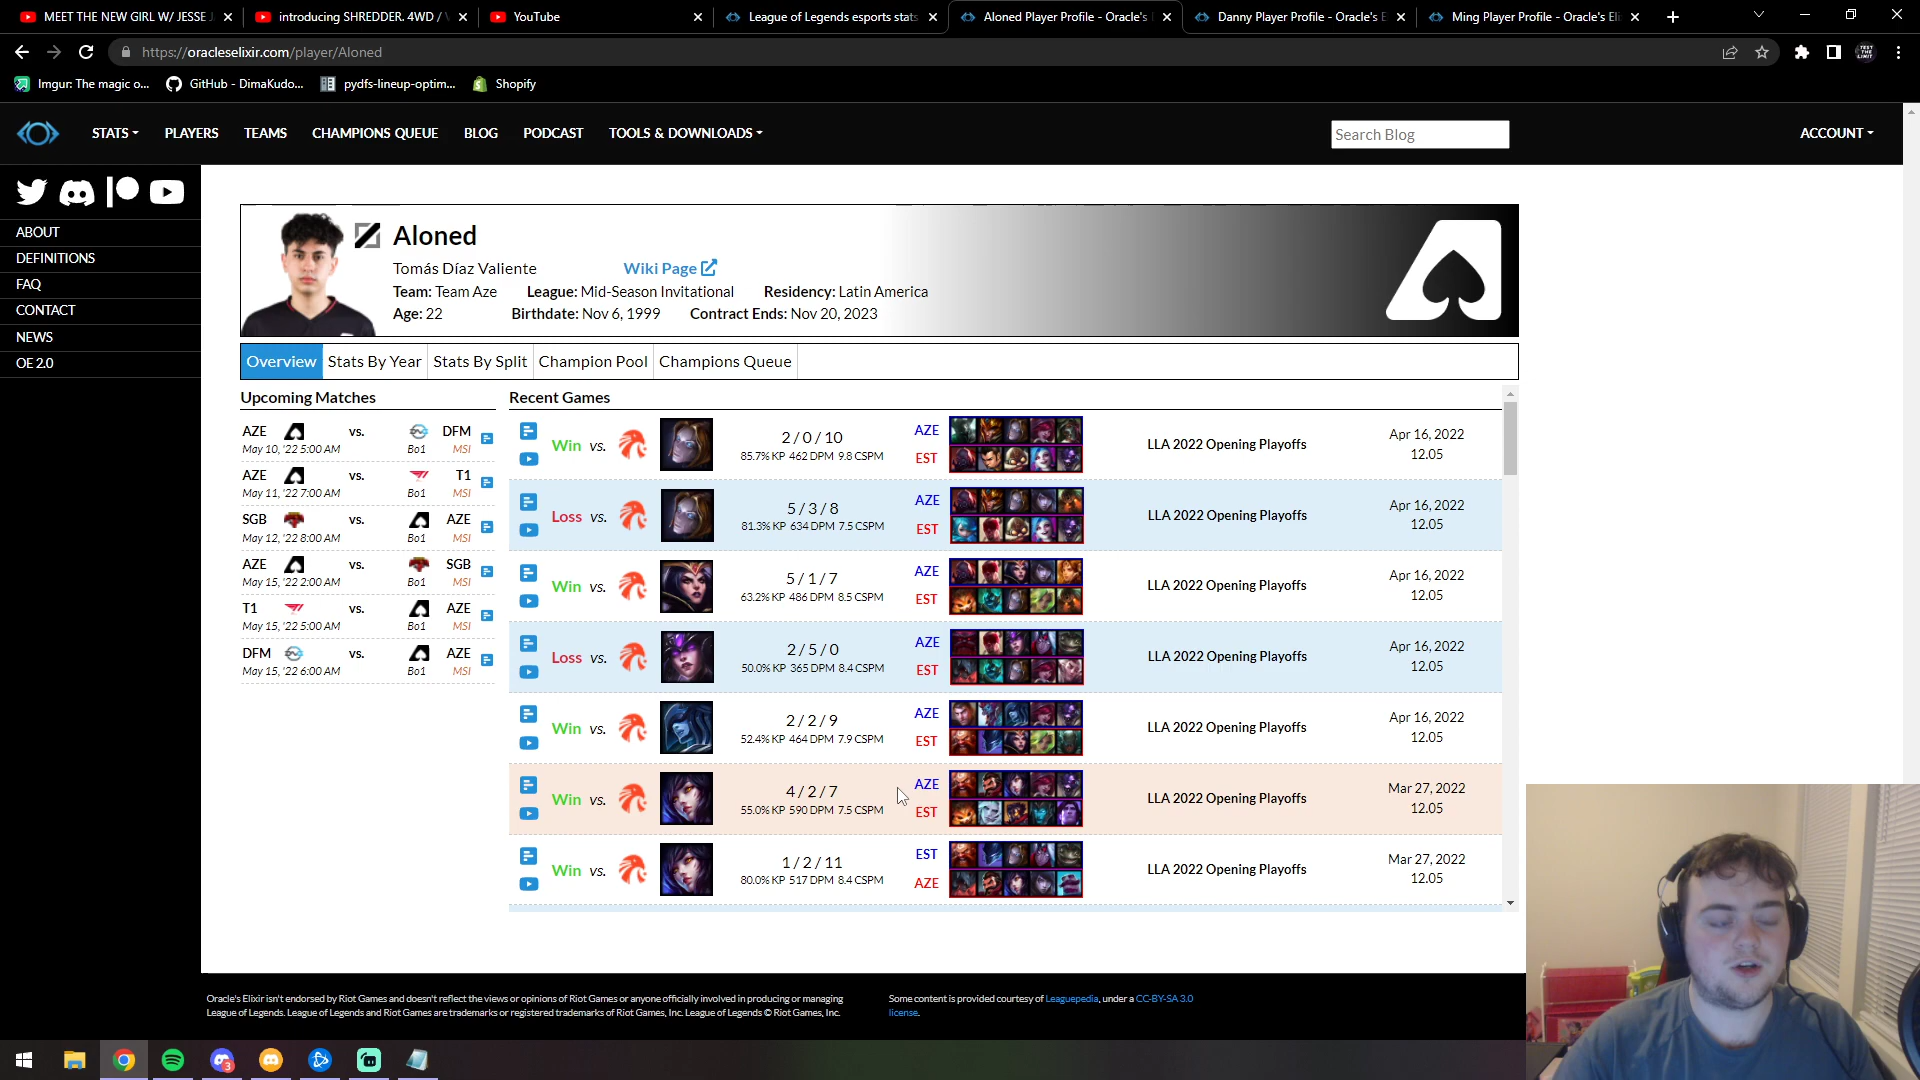 MEET THE NEW GIRL W/ JESSE
introducing SHREDDER. 4WD /
YouTube
League of Legends esports stats
Aloned Player Profile - Oracle's
Danny Player Profile - Oracle's E
Ming Player Profile - Oracle's Eli
https://oracleselixir.com/player/Aloned
Imgur: The magic o...
GitHub - DimaKudo...
pydfs-lineup-optim...
Shopify
STATS
PLAYERS
TEAMS
CHAMPIONS QUEUE
BLOG
PODCAST
TOOLS & DOWNLOADS
Search Blog
ACCOUNT
ABOUT
DEFINITIONS
FAQ
CONTACT
NEWS
OE 2.0
Aloned
Tomás Díaz Valiente
Wiki Page
Team: Team Aze
League: Mid-Season Invitational
Residency: Latin America
Age: 22
Birthdate: Nov 6, 1999
Contract Ends: Nov 20, 2023
Overview
Stats By Year
Stats By Split
Champion Pool
Champions Queue
Upcoming Matches
AZE vs. DFM
May 10, '22 5:00 AM Bo1 MSI
AZE vs. T1
May 11, '22 7:00 AM Bo1 MSI
SGB vs. AZE
May 12, '22 8:00 AM Bo1 MSI
AZE vs. SGB
May 15, '22 2:00 AM Bo1 MSI
T1 vs. AZE
May 15, '22 5:00 AM Bo1 MSI
DFM vs. AZE
May 15, '22 6:00 AM Bo1 MSI
Recent Games
Win vs.
2 / 0 / 10
85.7% KP 462 DPM 9.8 CSPM
AZE
EST
LLA 2022 Opening Playoffs
Apr 16, 2022
12.05
Loss vs.
5 / 3 / 8
81.3% KP 634 DPM 7.5 CSPM
AZE
EST
LLA 2022 Opening Playoffs
Apr 16, 2022
12.05
Win vs.
5 / 1 / 7
63.2% KP 486 DPM 8.5 CSPM
AZE
EST
LLA 2022 Opening Playoffs
Apr 16, 2022
12.05
Loss vs.
2 / 5 / 0
50.0% KP 365 DPM 8.4 CSPM
AZE
EST
LLA 2022 Opening Playoffs
Apr 16, 2022
12.05
Win vs.
2 / 2 / 9
52.4% KP 464 DPM 7.9 CSPM
AZE
EST
LLA 2022 Opening Playoffs
Apr 16, 2022
12.05
Win vs.
4 / 2 / 7
55.0% KP 590 DPM 7.5 CSPM
AZE
EST
LLA 2022 Opening Playoffs
Mar 27, 2022
12.05
Win vs.
1 / 2 / 11
80.0% KP 517 DPM 8.4 CSPM
EST
AZE
LLA 2022 Opening Playoffs
Mar 27, 2022
12.05
Oracle's Elixir isn't endorsed by Riot Games and doesn't reflect the views or opinions of Riot Games or anyone officially involved in producing or managing
League of Legends. League of Legends and Riot Games are trademarks or registered trademarks of Riot Games, Inc. League of Legends © Riot Games, Inc.
Some content is provided courtesy of Leaguepedia, under a CC-BY-SA 3.0
license.
3